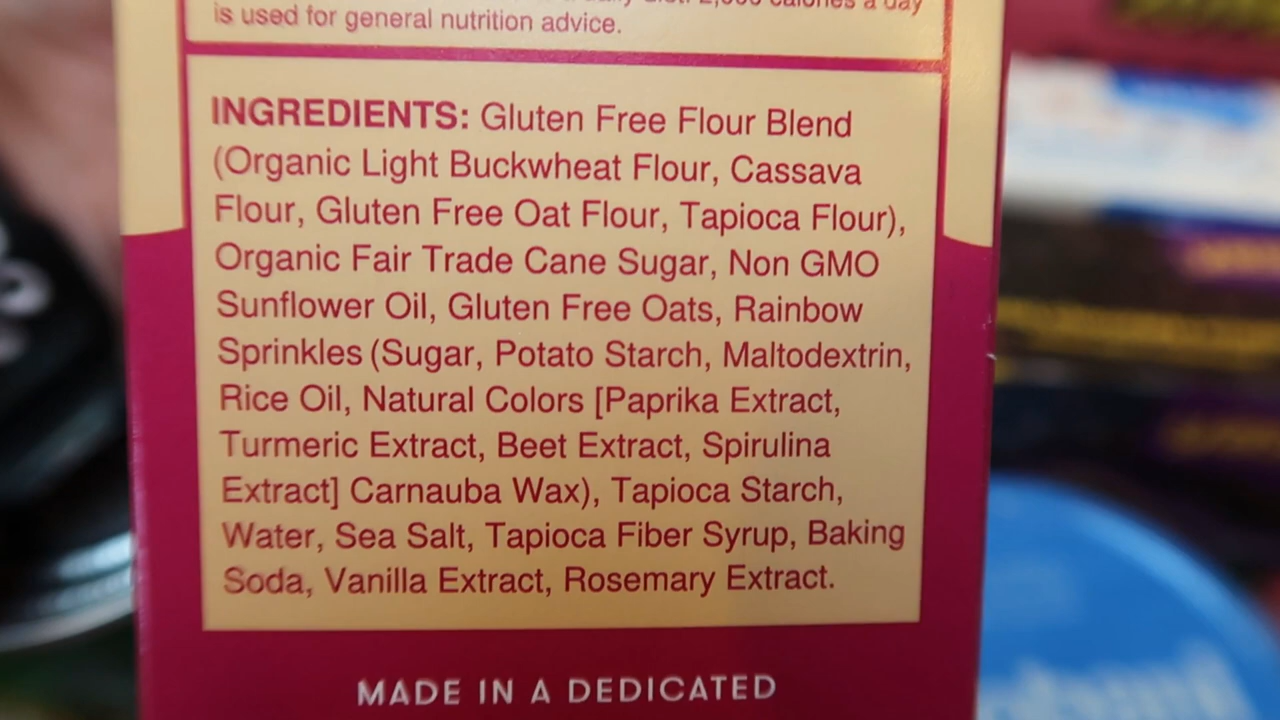 calories a day
is used for general nutrition advice.
INGREDIENTS: Gluten Free Flour Blend
(Organic Light Buckwheat Flour, Cassava
Flour, Gluten Free Oat Flour, Tapioca Flour),
Organic Fair Trade Cane Sugar, Non GMO
Sunflower Oil, Gluten Free Oats, Rainbow
Sprinkles (Sugar, Potato Starch, Maltodextrin,
Rice Oil, Natural Colors [Paprika Extract,
Turmeric Extract, Beet Extract, Spirulina
Extract] Carnauba Wax), Tapioca Starch,
Water, Sea Salt, Tapioca Fiber Syrup, Baking
Soda, Vanilla Extract, Rosemary Extract.
MADE IN A DEDICATED